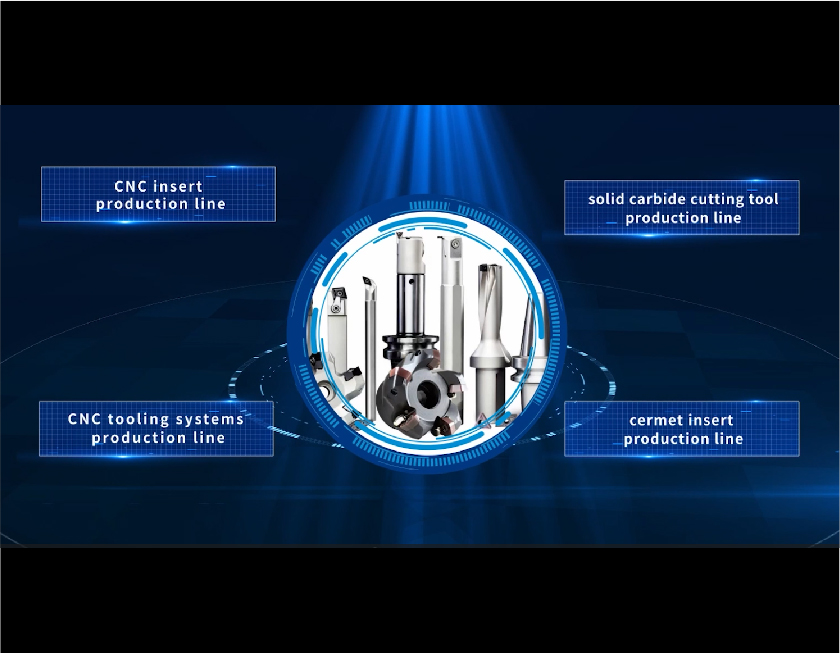 CNC insert
production line
solid carbide cutting tool
production line
CNC tooling systems
production line
cermet insert
production line